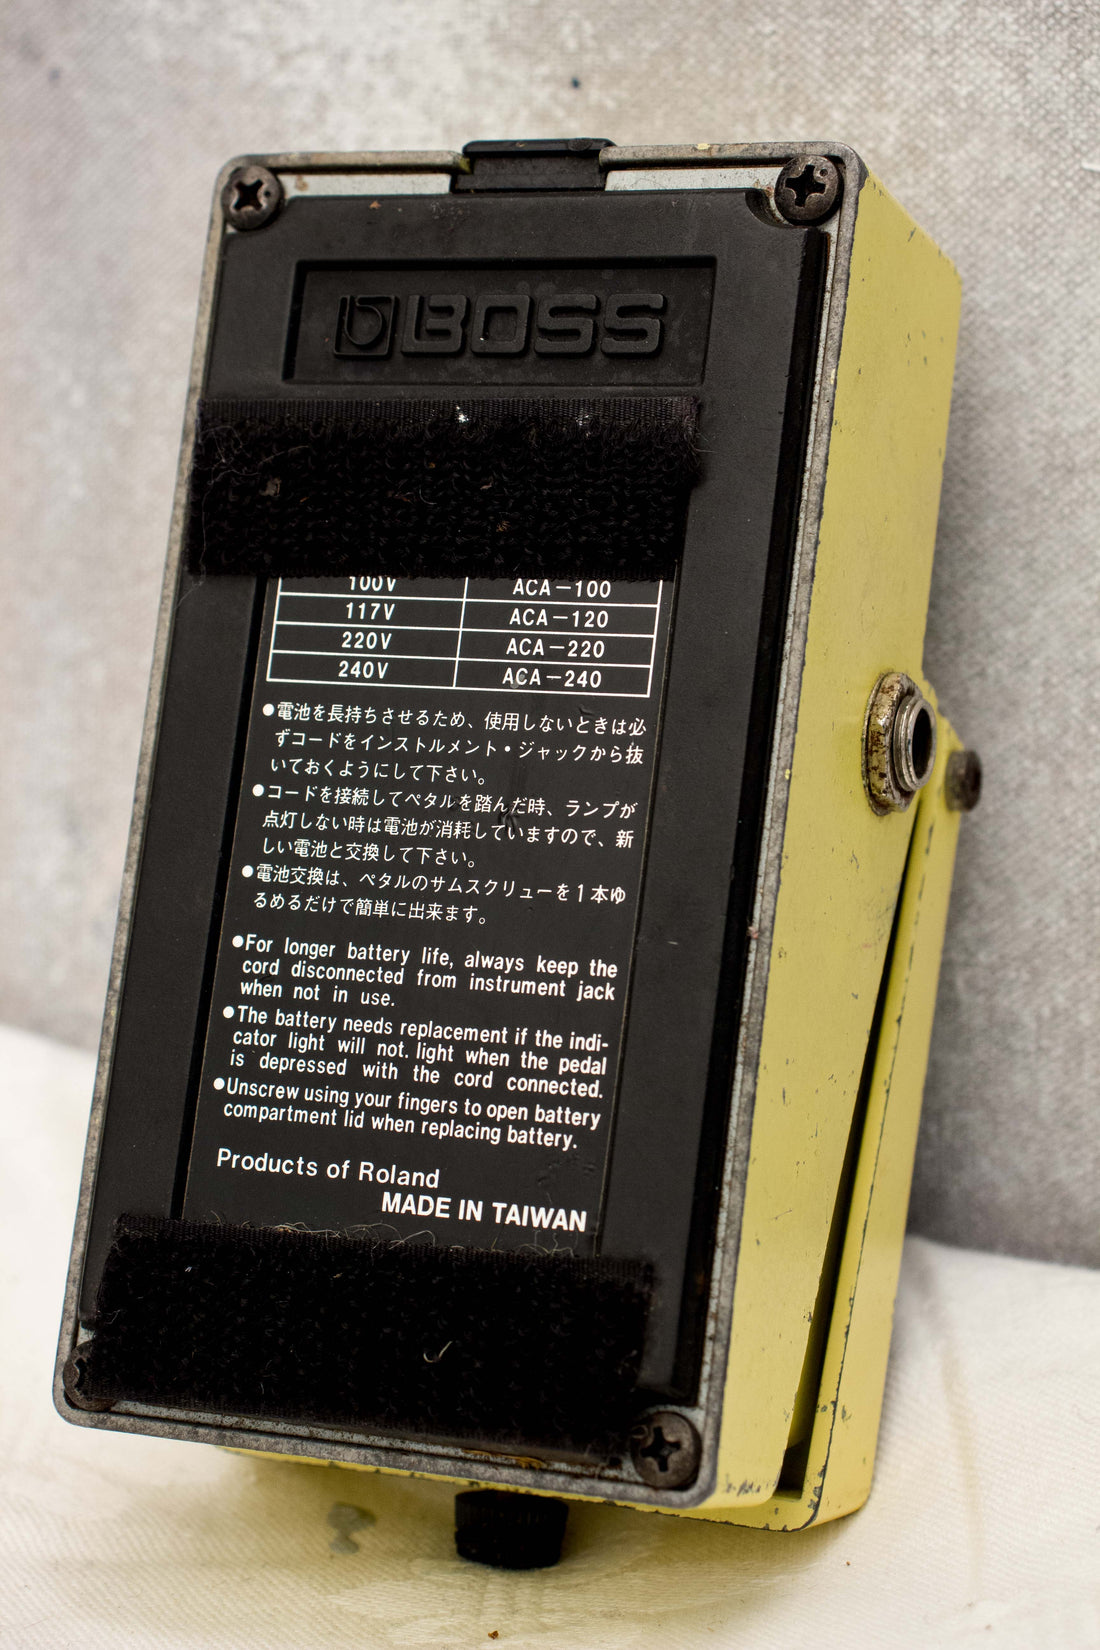 BOSS
100V ACA-100
117V ACA-120
220V ACA-220
240V ACA-240
●電池を長持ちさせるため、使用しないときは必
ずコードをインストルメント・ジャックから抜
いておくようにして下さい。
●コードを接続してペタルを踏んだ時、ランプが
点灯しない時は電池が消耗していますので、新
しい電池と交換して下さい。
●電池交換は、ペタルのサムスクリューを1本ゆ
るめるだけで簡単に出来ます。
●For longer battery life, always keep the
cord disconnected from instrument jack
when not in use.
●The battery needs replacement if the indi-
cator light will not. light when the pedal
is depressed with the cord connected.
●Unscrew using your fingers to open battery
compartment lid when replacing battery.
Products of Roland
MADE IN TAIWAN